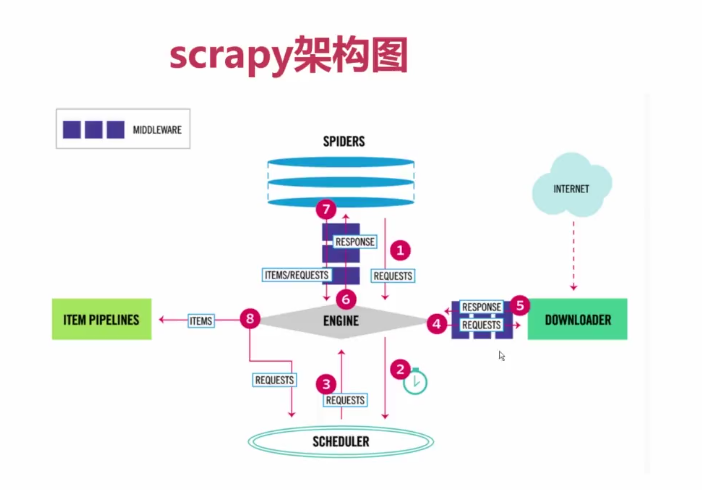 scrapy架构图
MIDDLEWARE
SPIDERS
INTERNET
7
RESPONSE
1
ITEMS/REQUESTS
REQUESTS
6
RESPONSE
5
ITEM PIPELINES
ITEMS
8
ENGINE
4
REQUESTS
DOWNLOADER
2
REQUESTS
3
REQUESTS
SCHEDULER